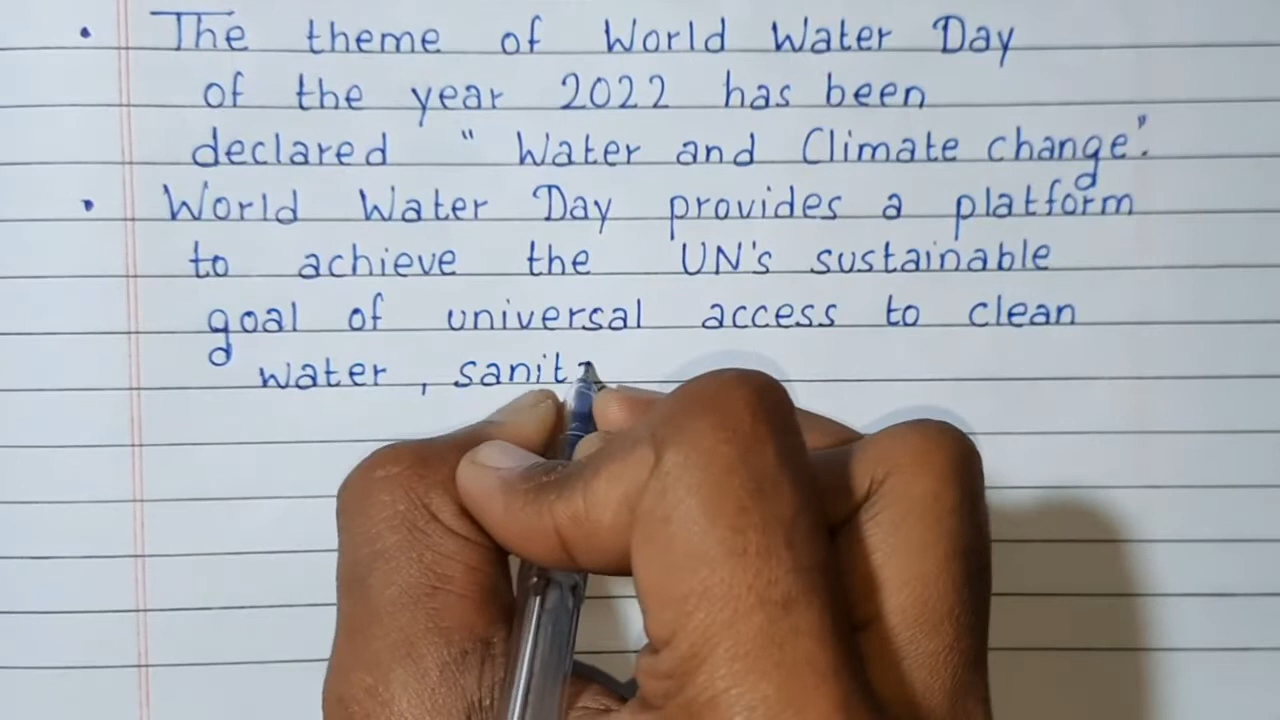 • The theme of World Water Day
of the year 2022 has been
declared " Water and Climate change".
• World Water Day provides a platform
to achieve the UN's sustainable
goal of universal access to clean
water , sanit